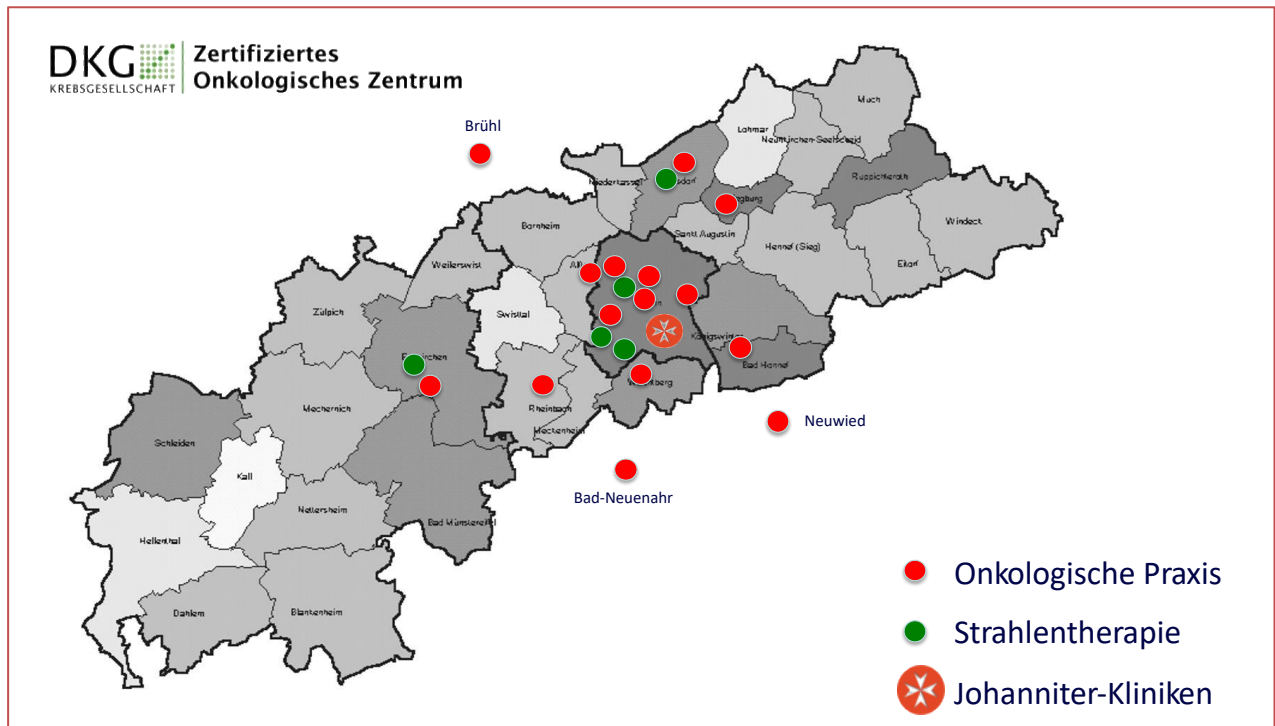 DKG
KREBSGESELLSCHAFT
Zertifiziertes
Onkologisches Zentrum
Brühl
Much
Lohmar
Neunkirchen-Seelscheid
Ruppichteroth
Niederkassel
Windeck
Sankt Augustin
Bornheim
Hennef (Sieg)
Eitorf
Weilerswist
Zülpich
Swisttal
Königswinter
Bad Honnef
Mechernich
Rheinbach
Meckenheim
Neuwied
Schleiden
Kall
Bad-Neuenahr
Nettersheim
Bad Münstereifel
Hellenthal
Dahlem
Blankenheim
Onkologische Praxis
Strahlentherapie
Johanniter-Kliniken